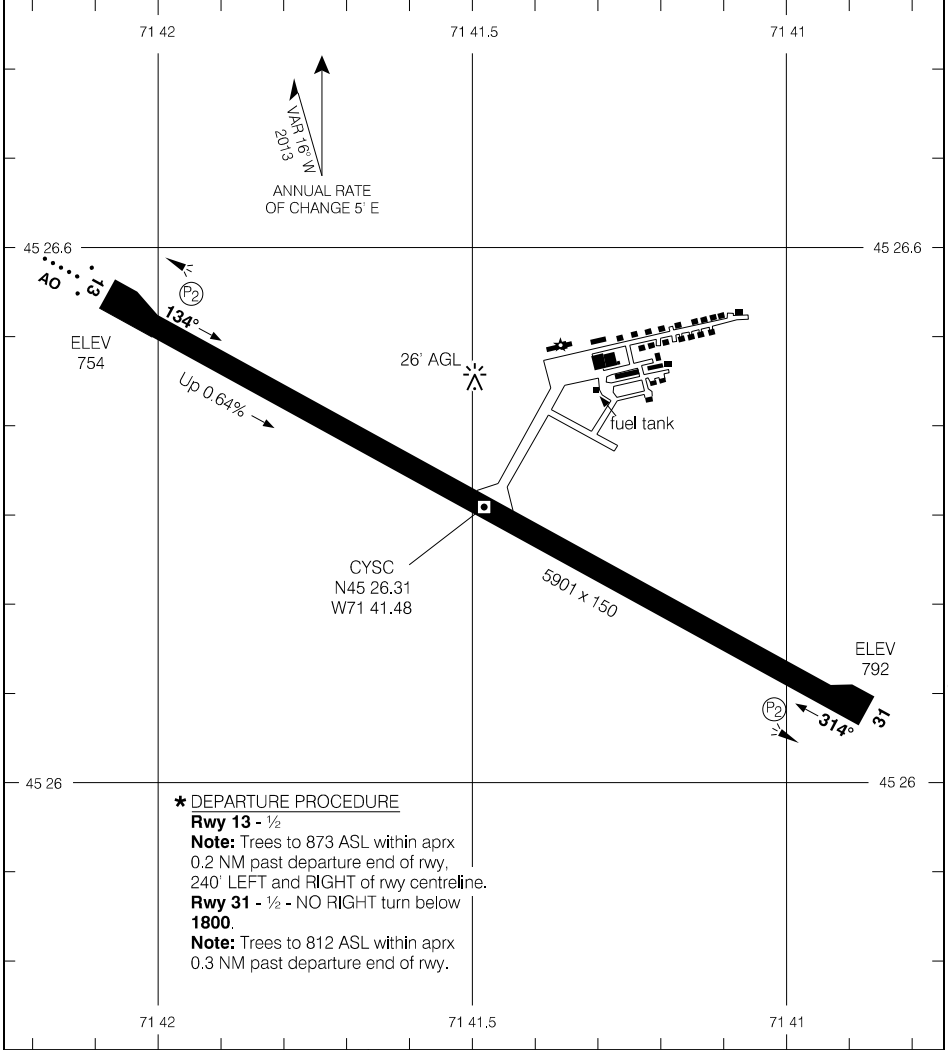 71 42
71 41.5
71 41
VAR 16° W
2013
ANNUAL RATE
OF CHANGE 5' E
45 26.6
45 26.6
AO
13
P2
134°
ELEV
754
Up 0.64%
26' AGL
fuel tank
CYSC
N45 26.31
W71 41.48
5901 x 150
ELEV
792
P2
314°
31
45 26
45 26
* DEPARTURE PROCEDURE
Rwy 13 - ½
Note: Trees to 873 ASL within aprx
0.2 NM past departure end of rwy,
240' LEFT and RIGHT of rwy centreline.
Rwy 31 - ½ - NO RIGHT turn below
1800.
Note: Trees to 812 ASL within aprx
0.3 NM past departure end of rwy.
71 42
71 41.5
71 41